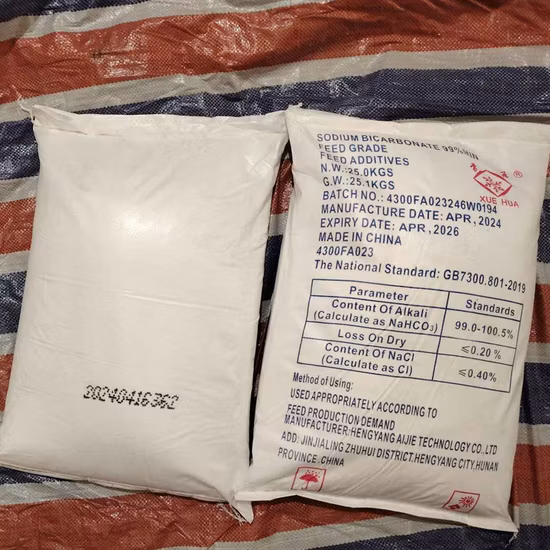 20240416362
SODIUM BICARBONATE 99%MIN
FEED GRADE
FEED ADDITIVES
N.W.:25.0KGS
G.W.:25.1KGS
BATCH NO.: 4300FA023246W0194
MANUFACTURE DATE: APR, 2024
EXPIRY DATE: APR, 2026
MADE IN CHINA
4300FA023
®
XUE HUA
The National Standard: GB7300.801-2019
Parameter Standards
Content Of Alkali
(Calculate as NaHCO₃) 99.0-100.5%
Loss On Dry ≤0.20 %
Content Of NaCl
(Calculate as Cl) ≤0.40%
Method of Using:
USED APPROPRIATELY ACCORDING TO
FEED PRODUCTION DEMAND
MANUFACTURER:HENGYANG AIJIE TECHNOLOGY CO.,LTD
ADD: JINJIALING ZHUHUI DISTRICT,HENGYANG CITY,HUNAN
PROVINCE, CHINA